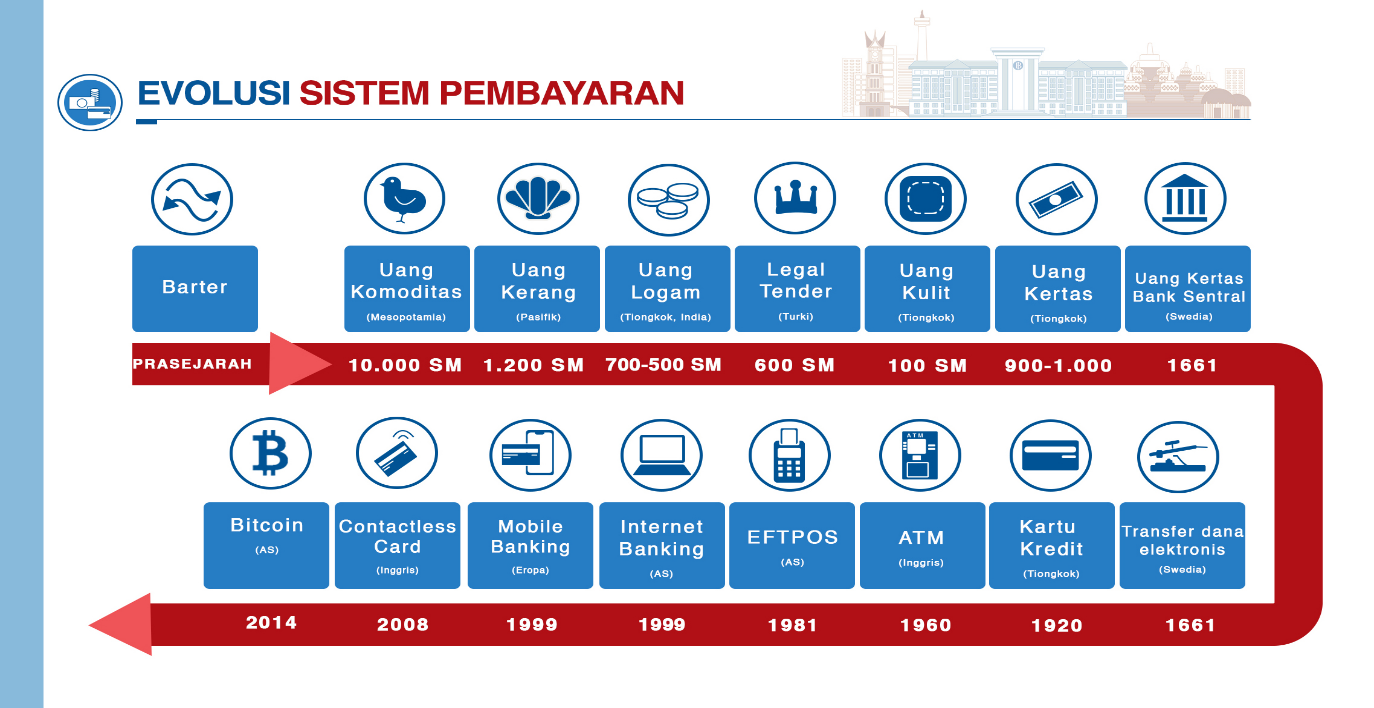 EVOLUSI SISTEM PEMBAYARAN
Barter
Uang
Komoditas
(Mesopotamia)
Uang
Kerang
(Pasifik)
Uang
Logam
(Tiongkok, India)
Legal
Tender
(Turki)
Uang
Kulit
(Tiongkok)
Uang
Kertas
(Tiongkok)
Uang Kertas
Bank Sentral
(Swedia)
PRASEJARAH
10.000 SM
1.200 SM
700-500 SM
600 SM
100 SM
900-1.000
1661
ATM
Bitcoin
(AS)
Contactless
Card
(Inggris)
Mobile
Banking
(Eropa)
Internet
Banking
(AS)
EFTPOS
(AS)
ATM
(Inggris)
Kartu
Kredit
(Tiongkok)
Transfer dana
elektronis
(Swedia)
2014
2008
1999
1999
1981
1960
1920
1661